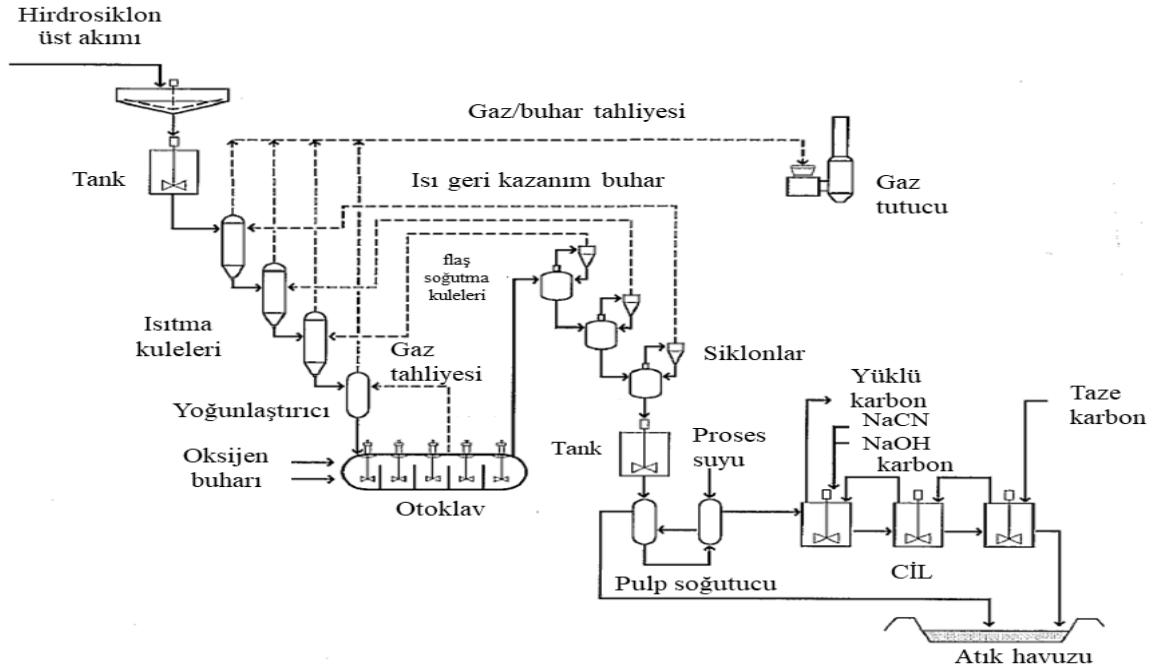 Hirdrosiklon
üst akımı
Gaz/buhar tahliyesi
Tank
Isı geri kazanım buhar
Gaz
tutucu
flaş
soğutma
kuleleri
Isıtma
kuleleri
Gaz
tahliyesi
Siklonlar
Yoğunlaştırıcı
Yüklü
karbon
Taze
karbon
NaCN
NaOH
karbon
Oksijen
buharı
Tank
Proses
suyu
Otoklav
Pulp soğutucu
CİL
Atık havuzu